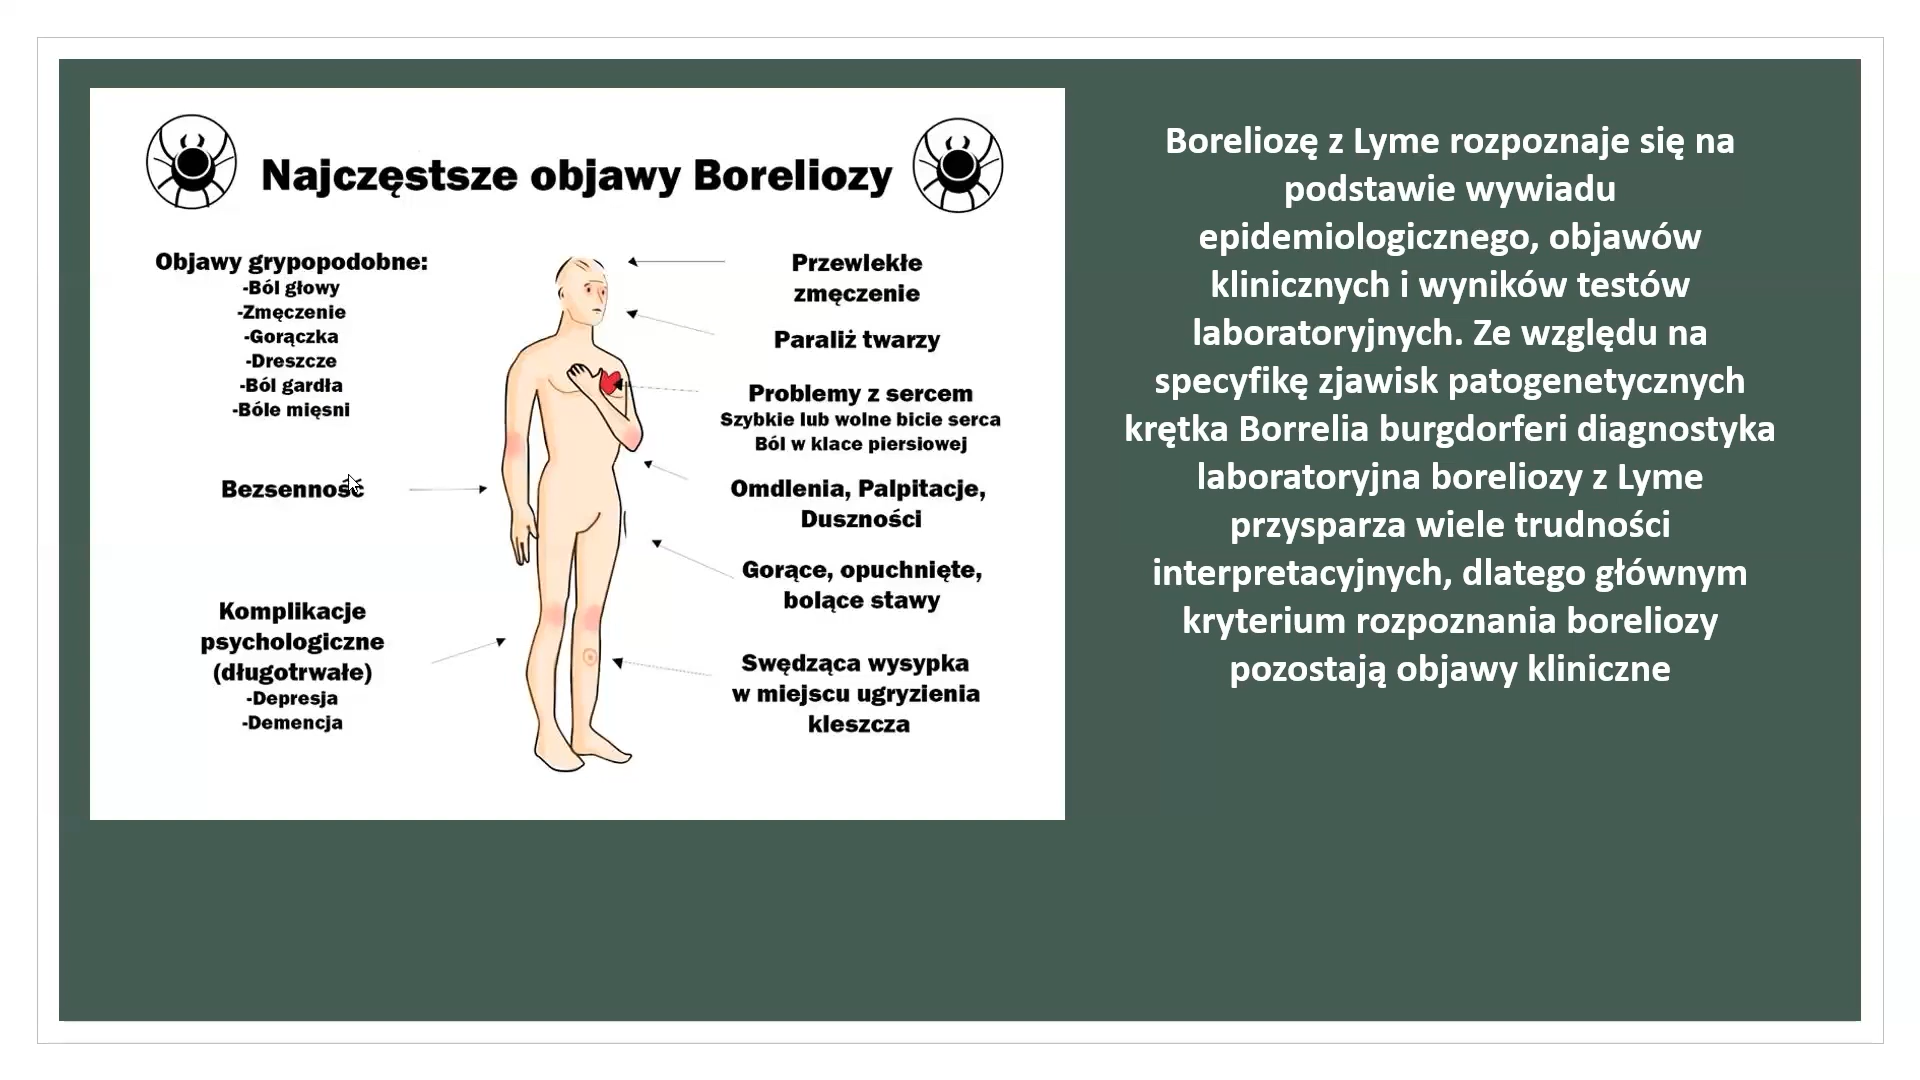 Najczęstsze objawy Boreliozy
Objawy grypopodobne:
-Ból głowy
-Zmęczenie
-Gorączka
-Dreszcze
-Ból gardła
-Bóle mięsni
Bezsenność
Komplikacje
psychologiczne
(długotrwałe)
-Depresja
-Demencja
Przewlekłe
zmęczenie
Paraliż twarzy
Problemy z sercem
Szybkie lub wolne bicie serca
Ból w klace piersiowej
Omdlenia, Palpitacje,
Duszności
Gorące, opuchnięte,
bolące stawy
Swędząca wysypka
w miejscu ugryzienia
kleszcza
Boreliozę z Lyme rozpoznaje się na
podstawie wywiadu
epidemiologicznego, objawów
klinicznych i wyników testów
laboratoryjnych. Ze względu na
specyfikę zjawisk patogenetycznych
krętka Borrelia burgdorferi diagnostyka
laboratoryjna boreliozy z Lyme
przysparza wiele trudności
interpretacyjnych, dlatego głównym
kryterium rozpoznania boreliozy
pozostają objawy kliniczne